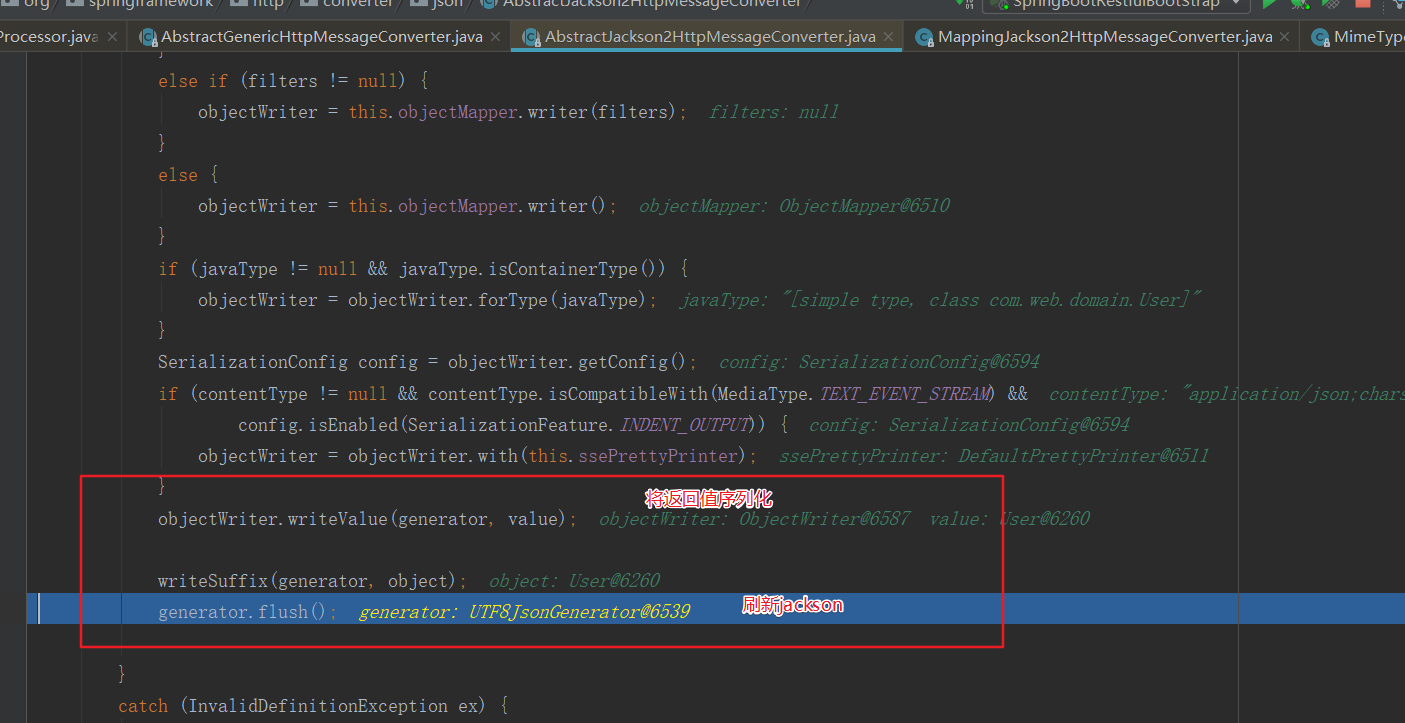 org springframework http converter json AbstractJackson2HttpMessageConverter SpringBootRestfulBootStrap
Processor.java AbstractGenericHttpMessageConverter.java AbstractJackson2HttpMessageConverter.java MappingJackson2HttpMessageConverter.java MimeType
}
else if (filters != null) {
objectWriter = this.objectMapper.writer(filters); filters: null
}
else {
objectWriter = this.objectMapper.writer(); objectMapper: ObjectMapper@6510
}
if (javaType != null && javaType.isContainerType()) {
objectWriter = objectWriter.forType(javaType); javaType: "[simple type, class com.web.domain.User]"
}
SerializationConfig config = objectWriter.getConfig(); config: SerializationConfig@6594
if (contentType != null && contentType.isCompatibleWith(MediaType.TEXT_EVENT_STREAM) && contentType: "application/json;chars
config.isEnabled(SerializationFeature.INDENT_OUTPUT)) { config: SerializationConfig@6594
objectWriter = objectWriter.with(this.ssePrettyPrinter); ssePrettyPrinter: DefaultPrettyPrinter@6511
}
将返回值序列化
objectWriter.writeValue(generator, value); objectWriter: ObjectWriter@6587 value: User@6260
writeSuffix(generator, object); object: User@6260
generator.flush(); generator: UTF8JsonGenerator@6539 刷新jackson
}
catch (InvalidDefinitionException ex) {